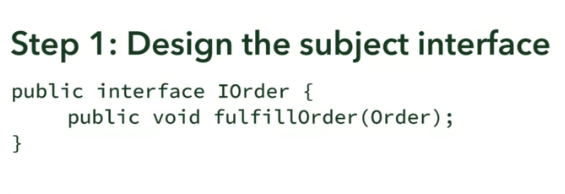 Step 1: Design the subject interface
public interface IOrder {
     public void fulfillOrder(Order);
}